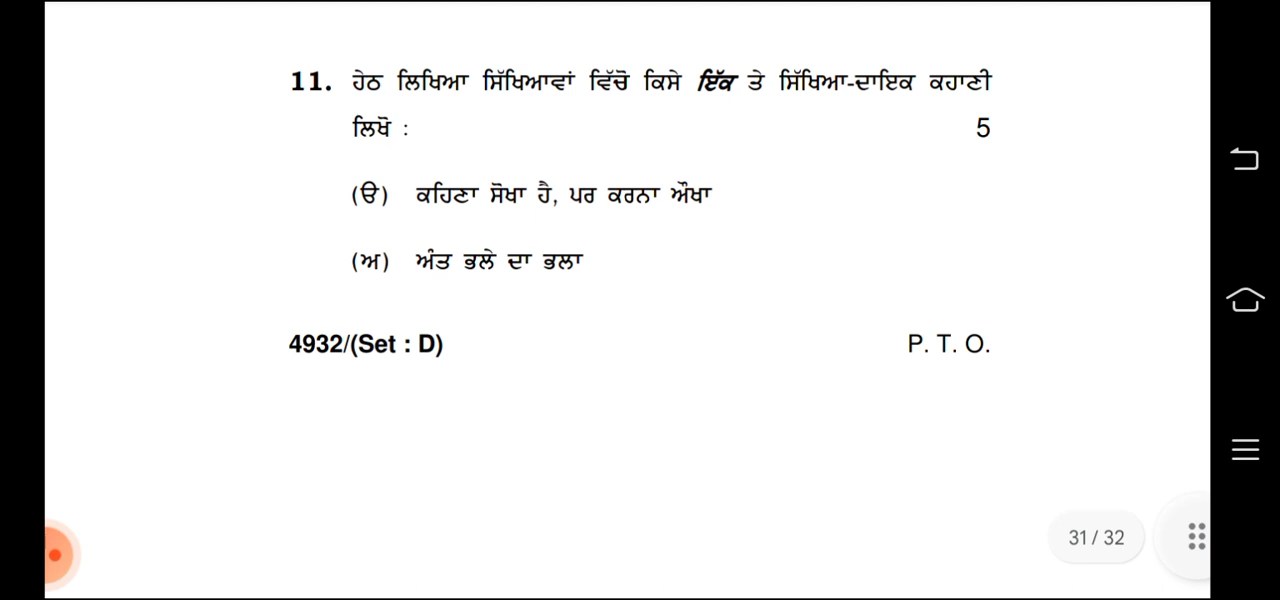 11. ਹੇਠ ਲਿਖਿਆ ਸਿੱਖਿਆਵਾਂ ਵਿੱਚੋ ਕਿਸੇ ਇੱਕ ਤੇ ਸਿੱਖਿਆ-ਦਾਇਕ ਕਹਾਣੀ
ਲਿਖੋ : 5
(ੳ) ਕਹਿਣਾ ਸੋਖਾ ਹੈ, ਪਰ ਕਰਨਾ ਔਖਾ
(ਅ) ਅੰਤ ਭਲੇ ਦਾ ਭਲਾ
4932/(Set : D) P. T. O.
31 / 32